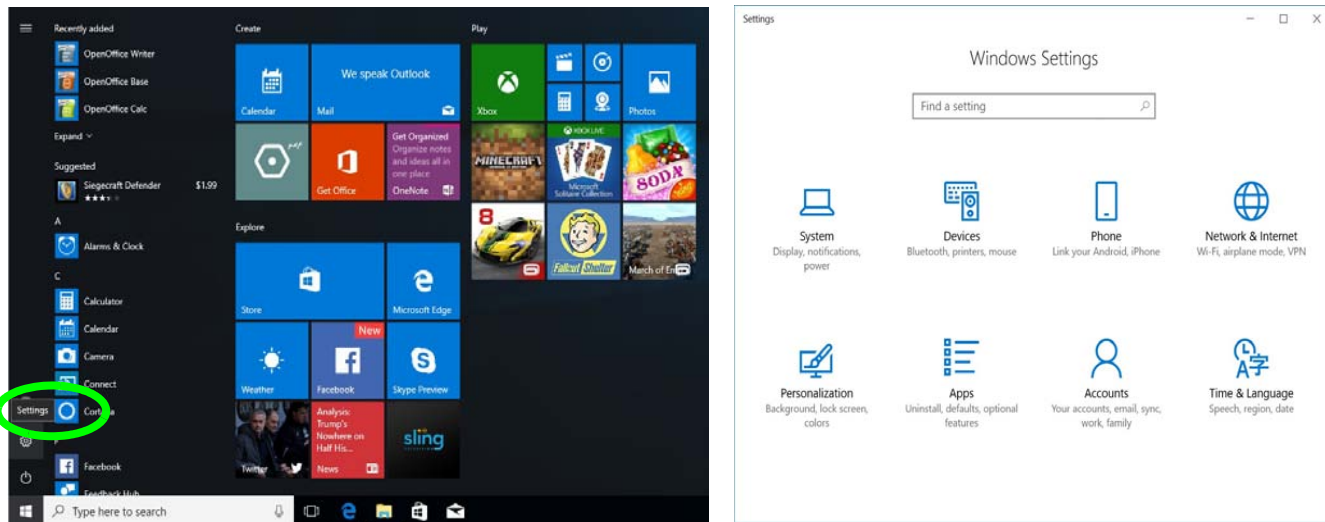 Recently added
OpenOffice Writer
OpenOffice Base
OpenOffice Calc
Expand
Suggested
Siegecraft Defender $1.99
A
Alarms & Clock
C
Calculator
Calendar
Camera
Connect
Settings
Facebook
Feedback Hub
Type here to search
Create
Calendar
We speak Outlook
Mail
Get Office
Get Organized
Organize notes
and ideas all in
one place
OneNote
Explore
Store
Microsoft Edge
New
Weather
Facebook
Skype Preview
Twitter
Analysis:
Trump's
Nowhere on
Half His...
News
sling
Play
Xbox
Photos
MINECRAFT
XBOX LIVE
Microsoft
Solitaire Collection
SODA
8
Fallout Shelter
March of Em
Settings
Windows Settings
Find a setting
System
Display, notifications,
power
Devices
Bluetooth, printers, mouse
Phone
Link your Android, iPhone
Network & Internet
Wi-Fi, airplane mode, VPN
Personalization
Background, lock screen,
colors
Apps
Uninstall, defaults, optional
features
Accounts
Your accounts, email, sync,
work, family
Time & Language
Speech, region, date